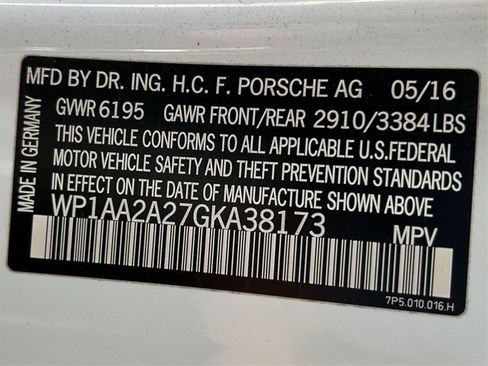 MFD BY DR. ING. H.C. F. PORSCHE AG 05/16
GVWR 6195 GAWR FRONT/REAR 2910/3384 LBS
THIS VEHICLE CONFORMS TO ALL APPLICABLE U.S.FEDERAL
MOTOR VEHICLE SAFETY AND THEFT PREVENTION STANDARDS
IN EFFECT ON THE DATE OF MANUFACTURE SHOWN ABOVE
WP1AA2A27GKA38173 MPV
7P5.010.016.H
MADE IN GERMANY